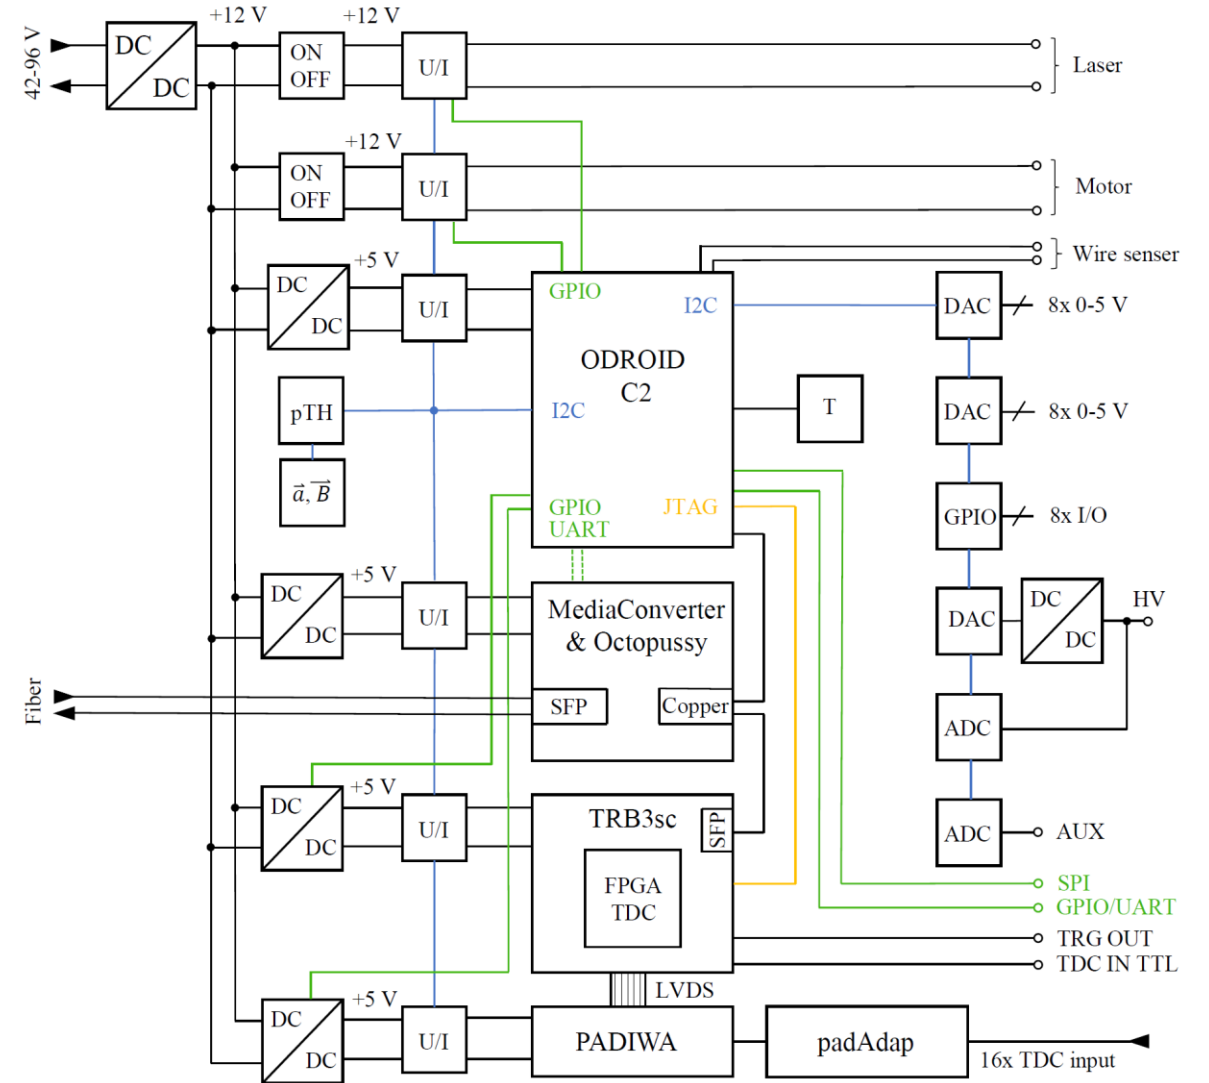 +12 V
+12 V
42-96 V
DC
DC
ON
OFF
U/I
Laser
+12 V
ON
OFF
U/I
Motor
+5 V
DC
DC
U/I
Wire senser
GPIO
I2C
DAC
8x 0-5 V
ODROID
C2
pTH
I2C
T
DAC
8x 0-5 V
a, B
GPIO
UART
JTAG
GPIO
8x I/O
+5 V
DC
DC
U/I
MediaConverter
& Octopussy
DAC
DC
DC
HV
Fiber
SFP
Copper
ADC
+5 V
DC
DC
U/I
TRB3sc
SFP
FPGA
TDC
ADC
AUX
SPI
GPIO/UART
TRG OUT
TDC IN TTL
LVDS
+5 V
DC
DC
U/I
PADIWA
padAdap
16x TDC input